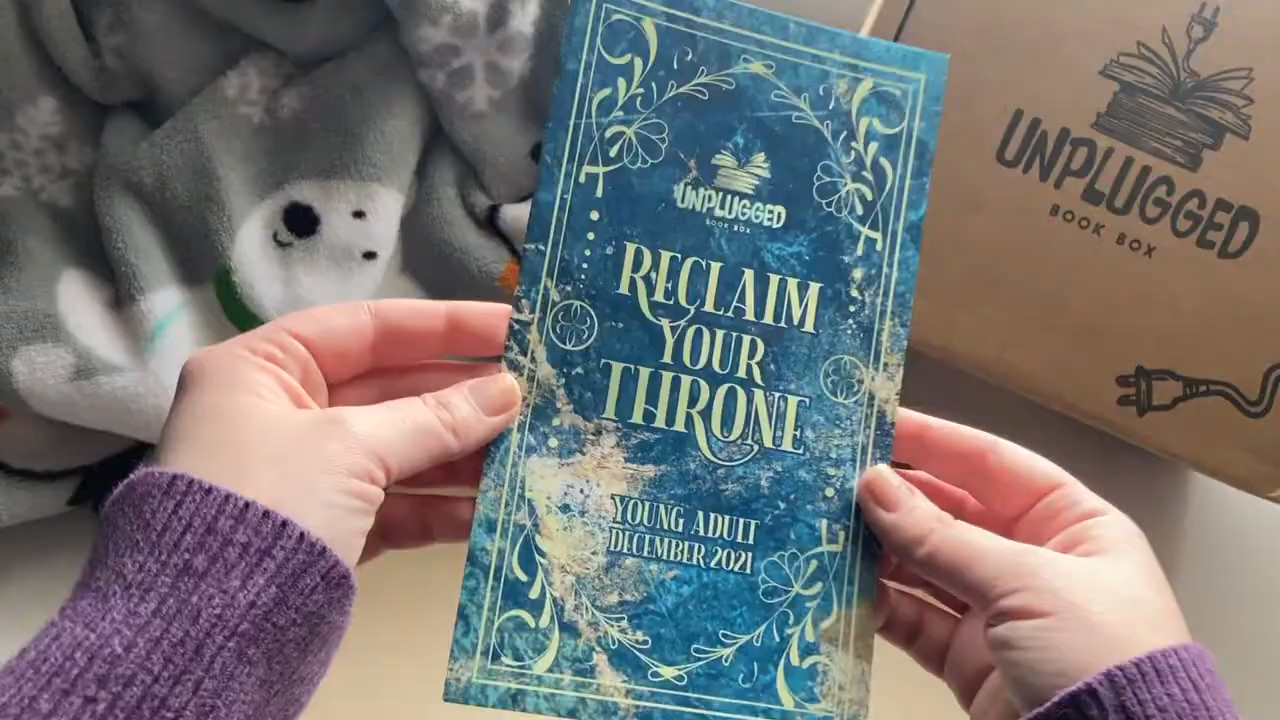 UNPLUGGED
BOOK BOX
RECLAIM
YOUR
THRONE
YOUNG ADULT
DECEMBER 2021
UNPLUGGED
BOOK BOX